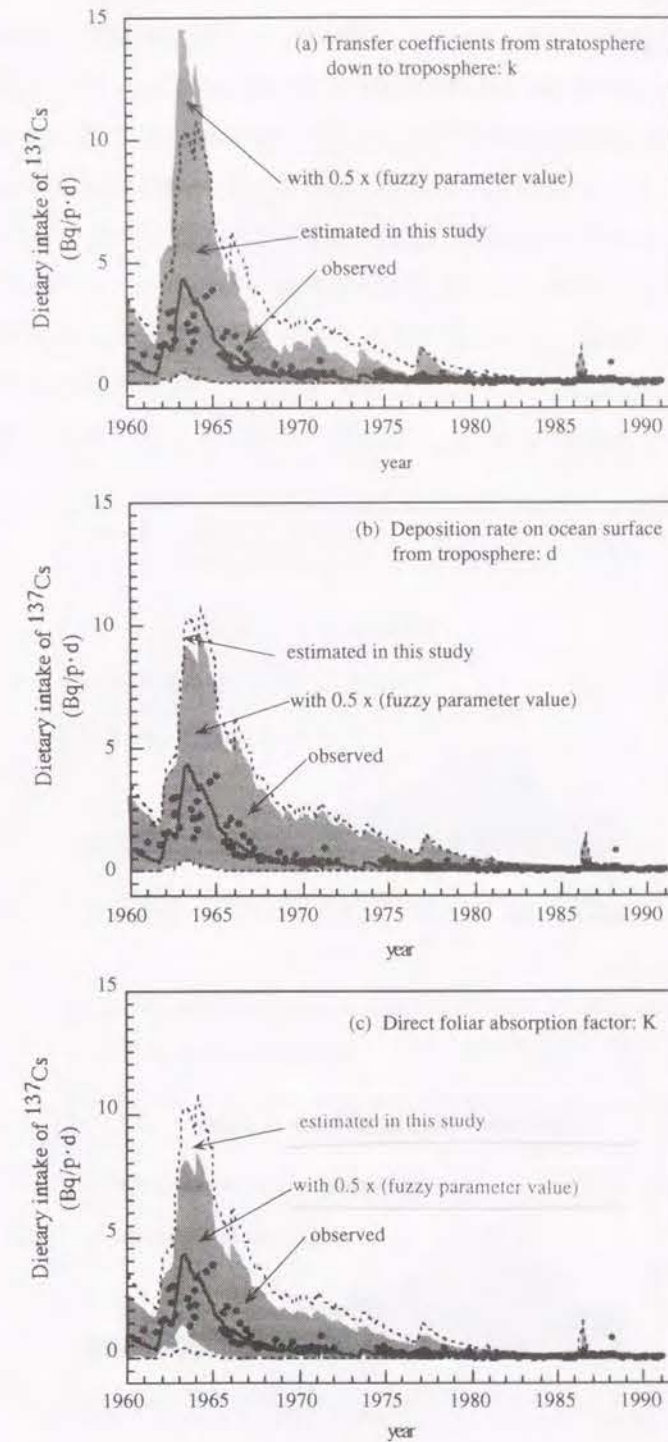 15
10
5
0
Dietary intake of 137Cs
(Bq/p·d)
(a) Transfer coefficients from stratosphere
down to troposphere: k
with 0.5 x (fuzzy parameter value)
estimated in this study
observed
1960 1965 1970 1975 1980 1985 1990
year
15
10
5
0
Dietary intake of 137Cs
(Bq/p·d)
(b) Deposition rate on ocean surface
from troposphere: d
estimated in this study
with 0.5 x (fuzzy parameter value)
observed
1960 1965 1970 1975 1980 1985 1990
year
15
10
5
0
Dietary intake of 137Cs
(Bq/p·d)
(c) Direct foliar absorption factor: K
estimated in this study
with 0.5 x (fuzzy parameter value)
observed
1960 1965 1970 1975 1980 1985 1990
year